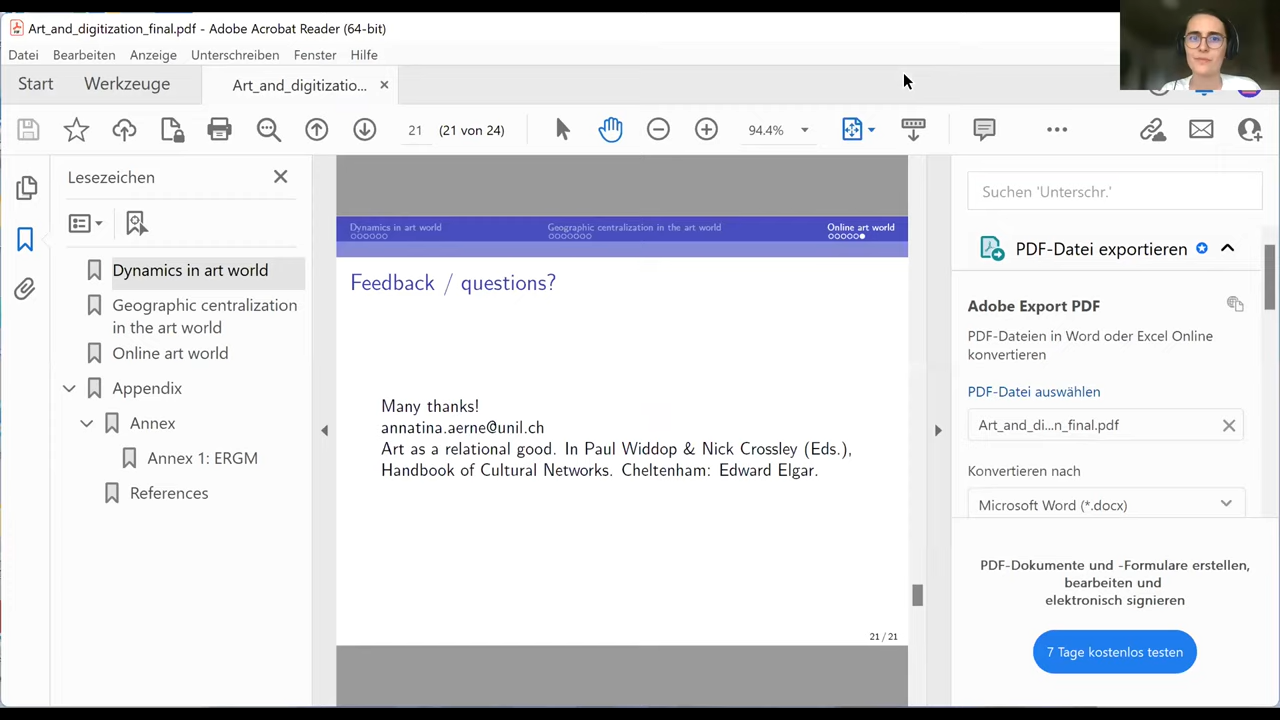 Art_and_digitization_final.pdf - Adobe Acrobat Reader (64-bit)
Datei Bearbeiten Anzeige Unterschreiben Fenster Hilfe
Start Werkzeuge Art_and_digitizatio...
21 (21 von 24) 94.4%
Lesezeichen
Dynamics in art world
Geographic centralization
in the art world
Online art world
Appendix
Annex
Annex 1: ERGM
References
Dynamics in art world Geographic centralization in the art world Online art world
Feedback / questions?
Many thanks!
annatina.aerne@unil.ch
Art as a relational good. In Paul Widdop & Nick Crossley (Eds.),
Handbook of Cultural Networks. Cheltenham: Edward Elgar.
21 / 21
Suchen 'Unterschr.'
PDF-Datei exportieren
Adobe Export PDF
PDF-Dateien in Word oder Excel Online
konvertieren
PDF-Datei auswählen
Art_and_di...n_final.pdf
Konvertieren nach
Microsoft Word (*.docx)
PDF-Dokumente und -Formulare erstellen,
bearbeiten und
elektronisch signieren
7 Tage kostenlos testen